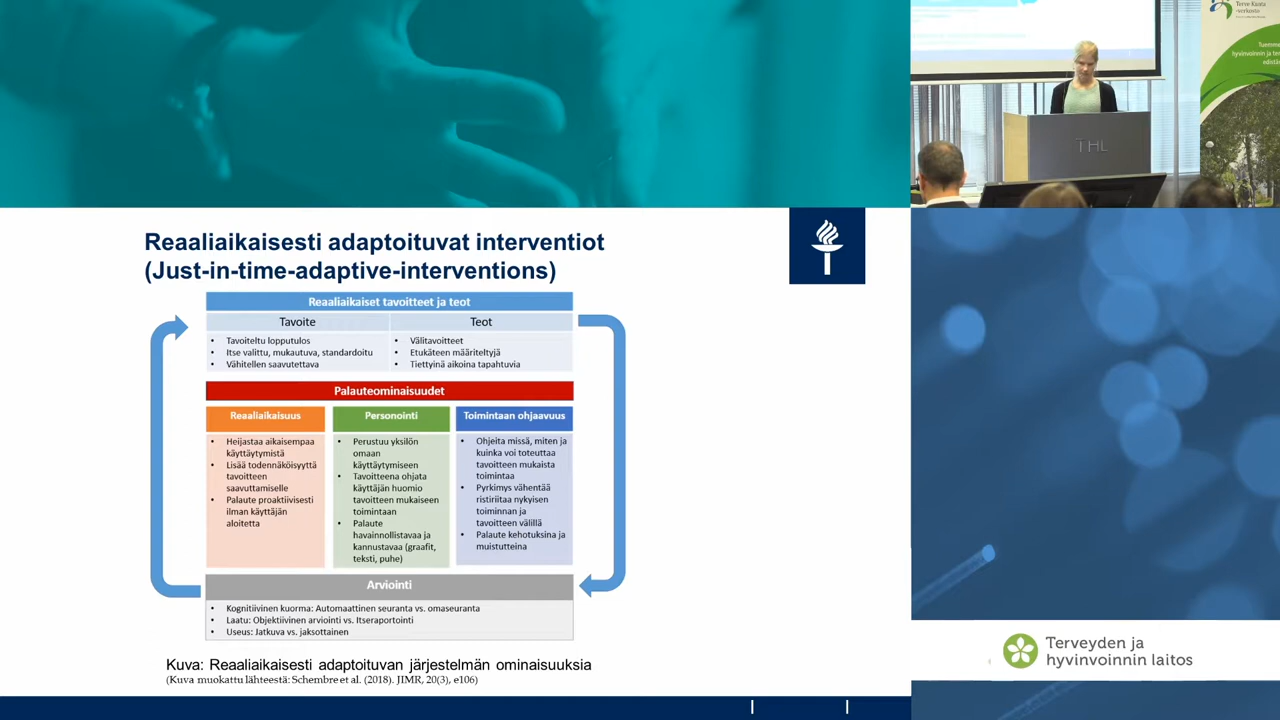 Terve Kunta
-verkosto
hyvinvoinnin ja
THL
Reaaliaikaisesti adaptoituvat interventiot
(Just-in-time-adaptive-interventions)
Reaaliaikaiset tavoitteet ja teot
Tavoite
• Tavoiteltu lopputulos
• Itse valittu, mukautuva, standardoitu
• Vähitellen saavutettava
Teot
• Välitavoitteet
• Etukäteen määriteltyjä
• Tiettyinä aikoina tapahtuvia
Palauteominaisuudet
Reaaliaikaisuus
• Heijastaa aikaisempaa
käyttäytymistä
• Lisää todennäköisyyttä
tavoitteen
saavuttamiselle
• Palaute proaktiivisesti
ilman käyttäjän
aloitetta
Personointi
• Perustuu yksilön
omaan
käyttäytymiseen
• Tavoitteena ohjata
käyttäjän huomio
tavoitteen mukaiseen
toimintaan
• Palaute
havainnollistavaa ja
kannustavaa (graafit,
teksti, puhe)
Toimintaan ohjaavuus
• Ohjeita missä, miten ja
kuinka voi toteuttaa
tavoitteen mukaista
toimintaa
• Pyrkimys vähentää
ristiriitaa nykyisen
toiminnan ja
tavoitteen välillä
• Palaute kehotuksina ja
muistutteina
Arviointi
• Kognitiivinen kuorma: Automaattinen seuranta vs. omaseuranta
• Laatu: Objektiivinen arviointi vs. Itseraportointi
• Useus: Jatkuva vs. jaksottainen
Kuva: Reaaliaikaisesti adaptoituvan järjestelmän ominaisuuksia
(Kuva muokattu lähteestä: Schembre et al. (2018). JIMR, 20(3), e106)
Terveyden ja
hyvinvoinnin laitos